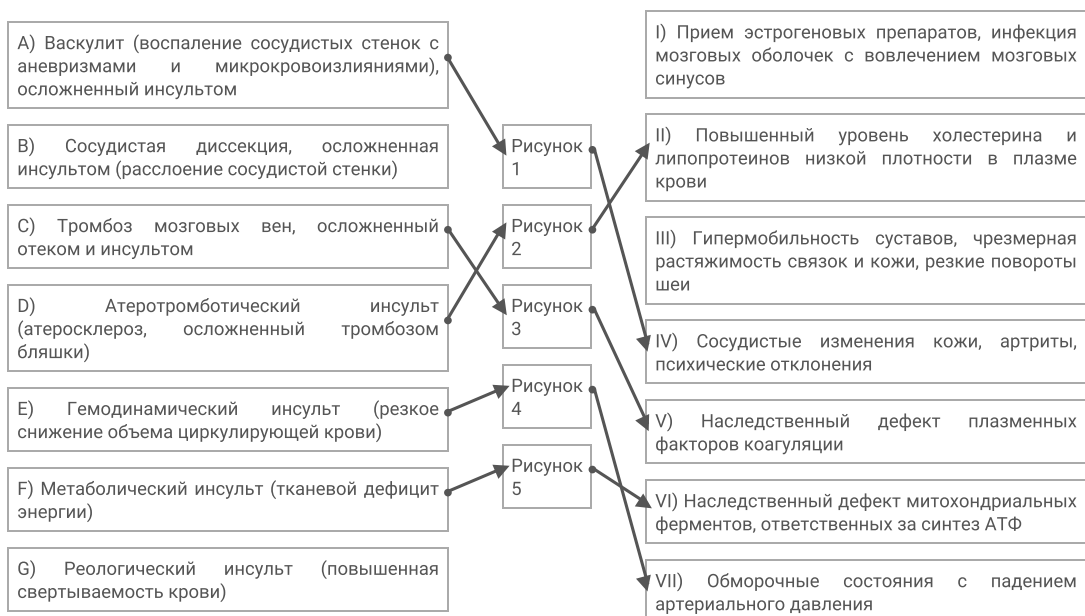 A) Васкулит (воспаление сосудистых стенок с
аневризмами и микрокровоизлияниями),
осложненный инсультом
B) Сосудистая диссекция, осложненная
инсультом (расслоение сосудистой стенки)
C) Тромбоз мозговых вен, осложненный
отеком и инсультом
D) Атеротромботический инсульт
(атеросклероз, осложненный тромбозом
бляшки)
E) Гемодинамический инсульт (резкое
снижение объема циркулирующей крови)
F) Метаболический инсульт (тканевой дефицит
энергии)
G) Реологический инсульт (повышенная
свертываемость крови)
Рисунок
1
Рисунок
2
Рисунок
3
Рисунок
4
Рисунок
5
I) Прием эстрогеновых препаратов, инфекция
мозговых оболочек с вовлечением мозговых
синусов
II) Повышенный уровень холестерина и
липопротеинов низкой плотности в плазме
крови
III) Гипермобильность суставов, чрезмерная
растяжимость связок и кожи, резкие повороты
шеи
IV) Сосудистые изменения кожи, артриты,
психические отклонения
V) Наследственный дефект плазменных
факторов коагуляции
VI) Наследственный дефект митохондриальных
ферментов, ответственных за синтез АТФ
VII) Обморочные состояния с падением
артериального давления